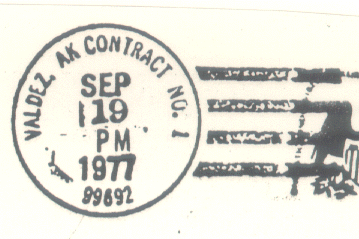 VALDEZ, AK CONTRACT NO. 1
SEP
19
PM
1977
99692